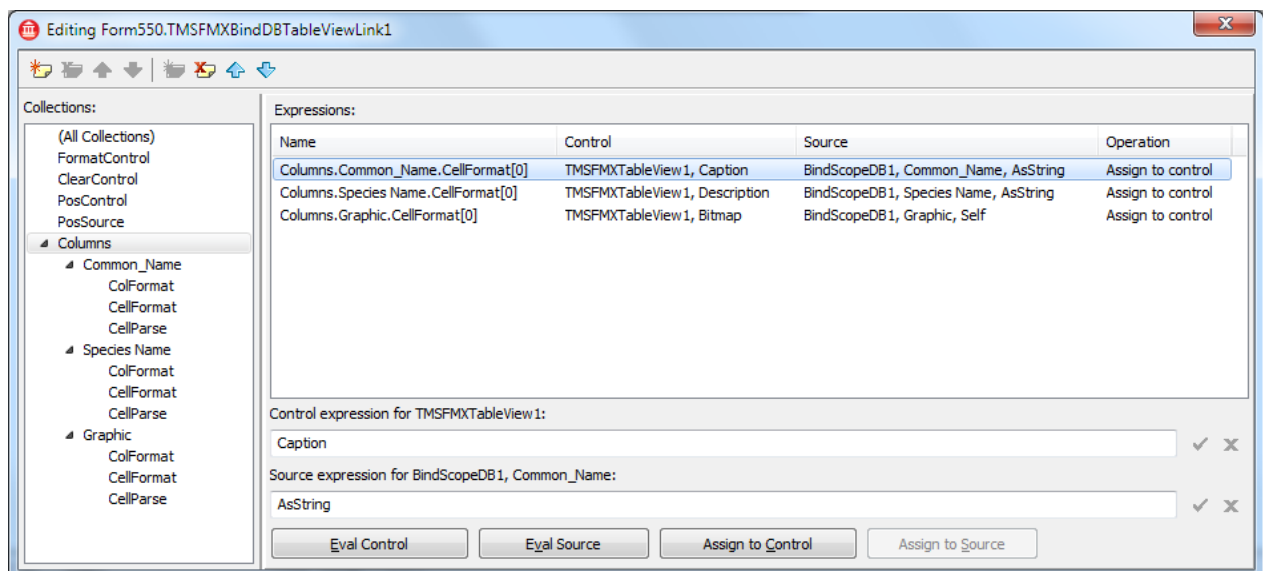 Editing Form550.TMSFMXBindDBTableViewLink1
Collections:
(All Collections)
FormatControl
ClearControl
PosControl
PosSource
Columns
Common_Name
ColFormat
CellFormat
CellParse
Species Name
ColFormat
CellFormat
CellParse
Graphic
ColFormat
CellFormat
CellParse
Expressions:
Name Control Source Operation
Columns.Common_Name.CellFormat[0] TMSFMXTableView1, Caption BindScopeDB1, Common_Name, AsString Assign to control
Columns.Species Name.CellFormat[0] TMSFMXTableView1, Description BindScopeDB1, Species Name, AsString Assign to control
Columns.Graphic.CellFormat[0] TMSFMXTableView1, Bitmap BindScopeDB1, Graphic, Self Assign to control
Control expression for TMSFMXTableView1:
Caption
Source expression for BindScopeDB1, Common_Name:
AsString
Eval Control Eval Source Assign to Control Assign to Source